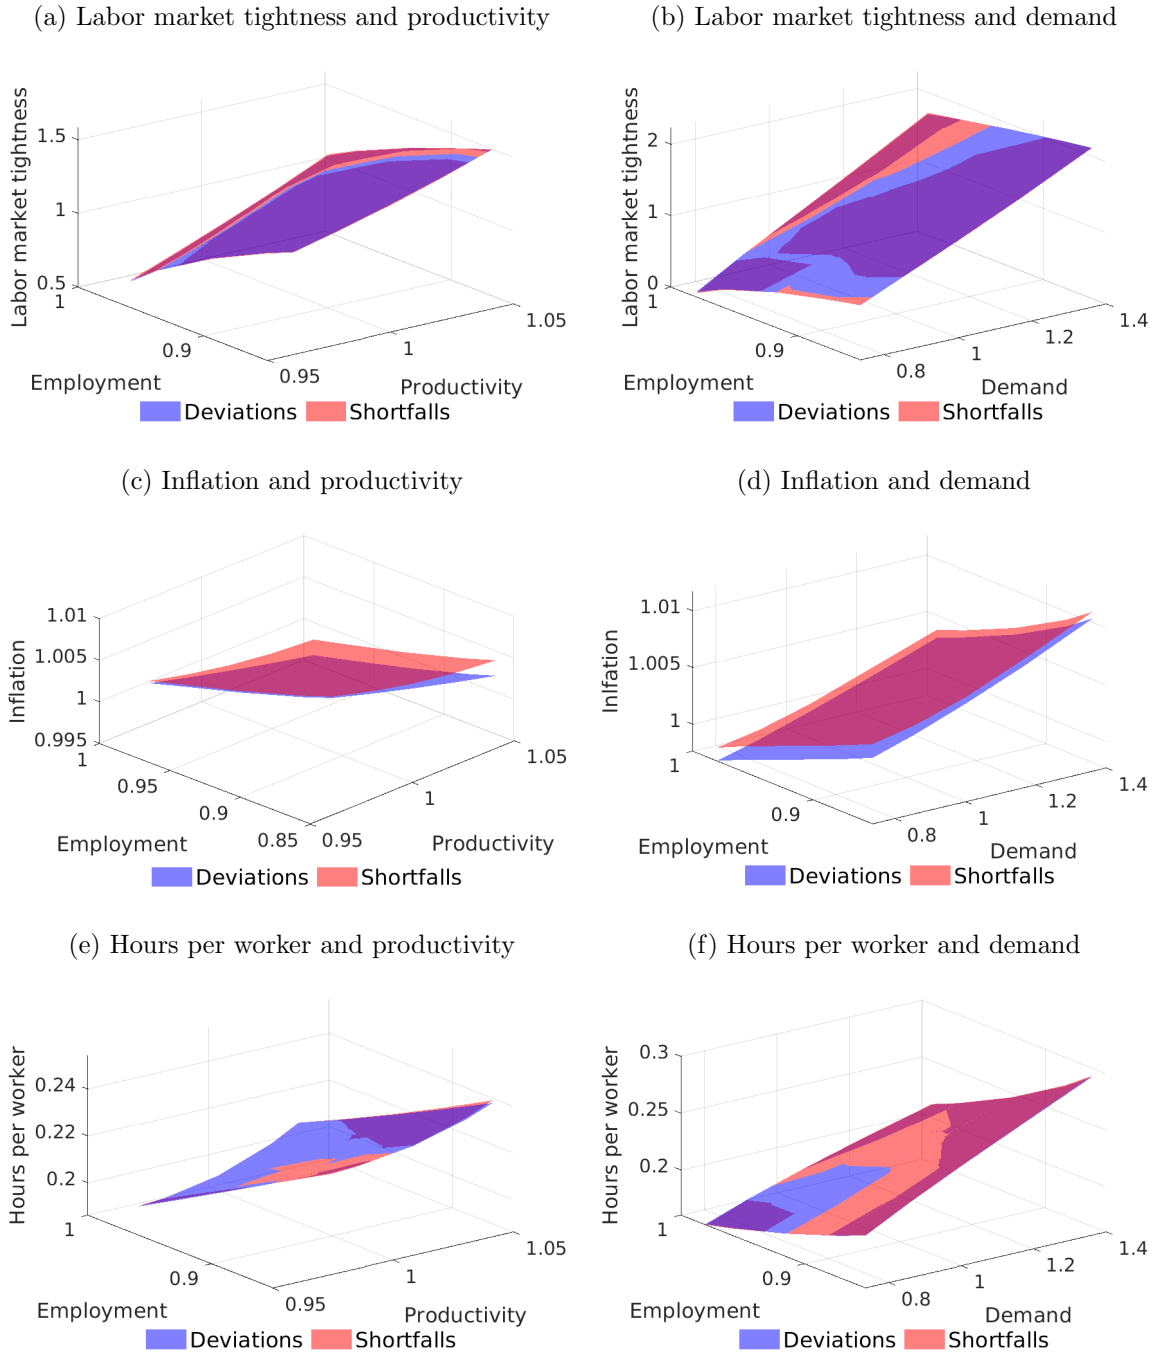 (a) Labor market tightness and productivity
Labor market tightness
1.5
1
0.5
1
0.9
0.95
1
1.05
Employment
Productivity
Deviations
Shortfalls
(b) Labor market tightness and demand
Labor market tightness
2
1
0
1
0.9
0.8
1
1.2
1.4
Employment
Demand
Deviations
Shortfalls
(c) Inflation and productivity
Inflation
1.01
1.005
1
0.995
1
0.95
0.9
0.85
0.95
1
1.05
Employment
Productivity
Deviations
Shortfalls
(d) Inflation and demand
Inlfation
1.01
1.005
1
1
0.9
0.8
1
1.2
1.4
Employment
Demand
Deviations
Shortfalls
(e) Hours per worker and productivity
Hours per worker
0.24
0.22
0.2
1
0.9
0.95
1
1.05
Employment
Productivity
Deviations
Shortfalls
(f) Hours per worker and demand
Hours per worker
0.3
0.25
0.2
1
0.9
0.8
1
1.2
1.4
Employment
Demand
Deviations
Shortfalls